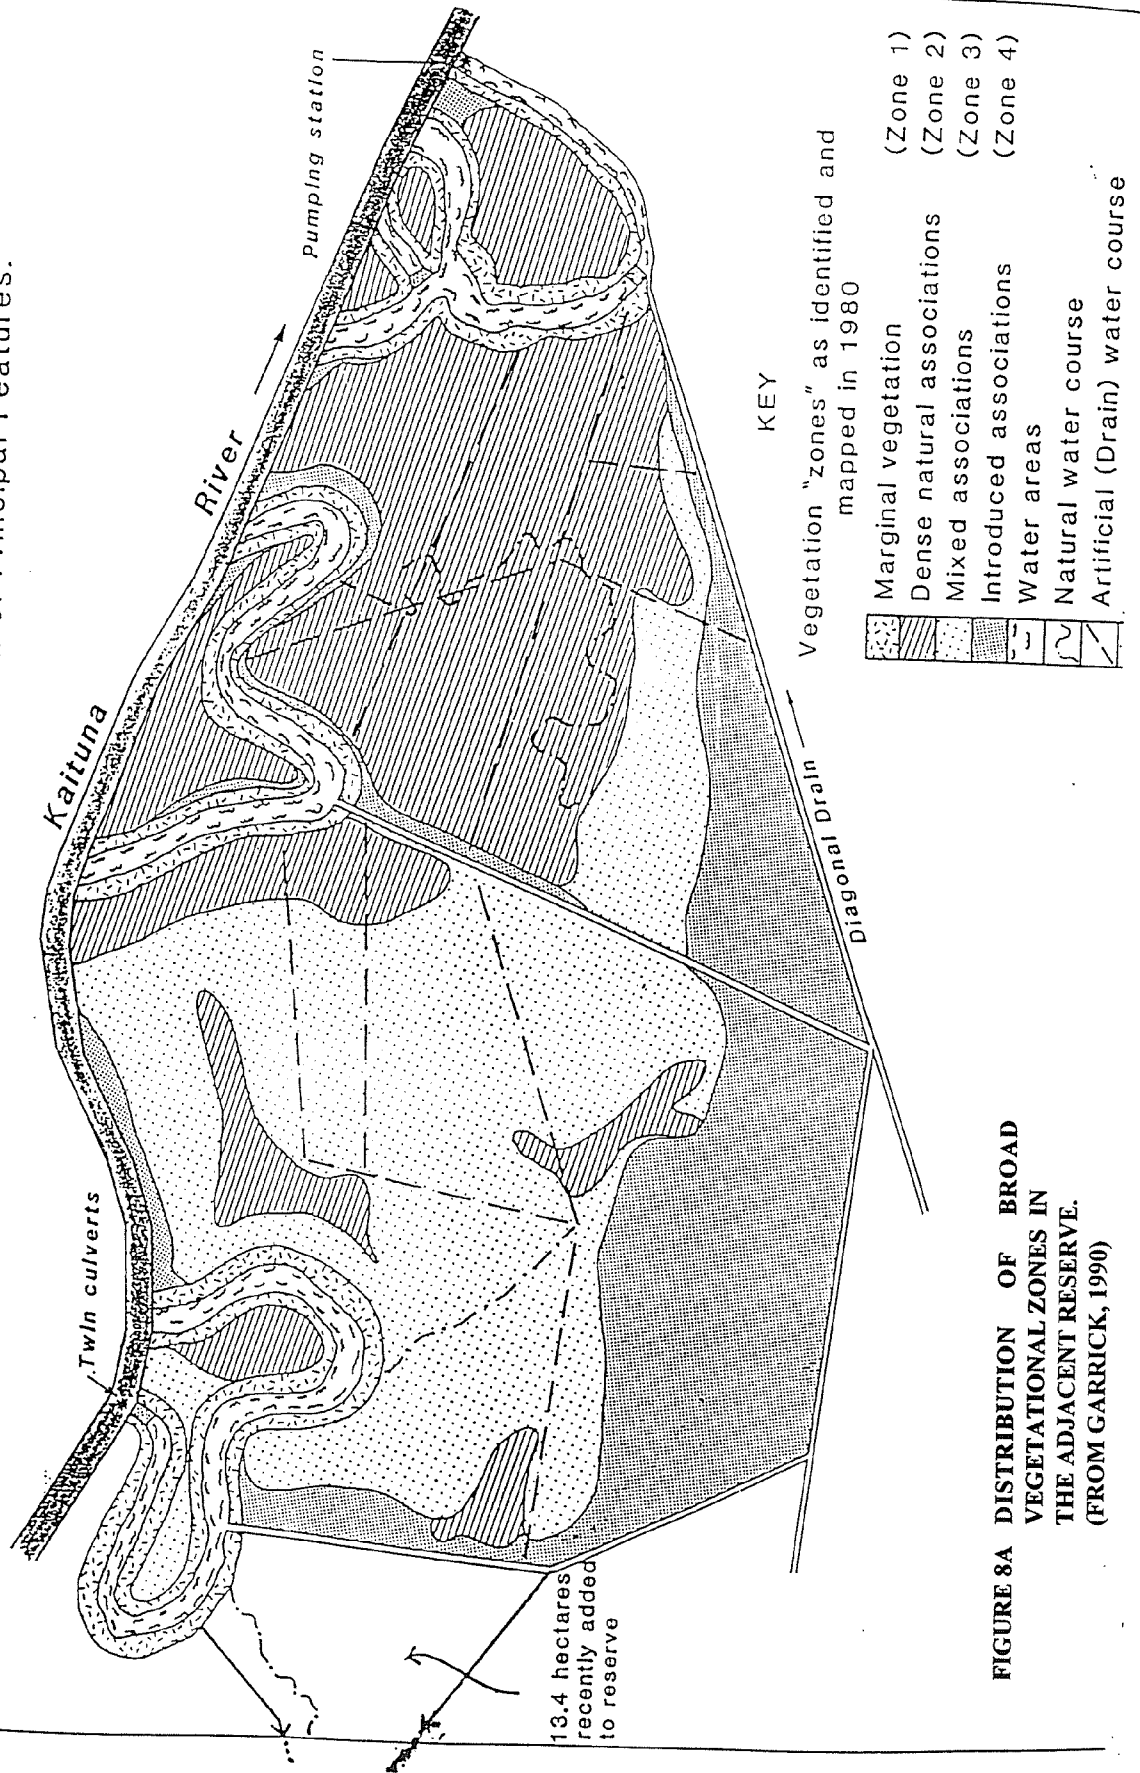 Principal Features.
Pumping station
Kaituna River
Twin culverts
Diagonal Drain
13.4 hectares
recently added
to reserve
KEY
Vegetation "zones" as identified and
mapped in 1980
Marginal vegetation (Zone 1)
Dense natural associations (Zone 2)
Mixed associations (Zone 3)
Introduced associations (Zone 4)
Water areas
Natural water course
Artificial (Drain) water course
FIGURE 8A DISTRIBUTION OF BROAD
VEGETATIONAL ZONES IN
THE ADJACENT RESERVE.
(FROM GARRICK, 1990)